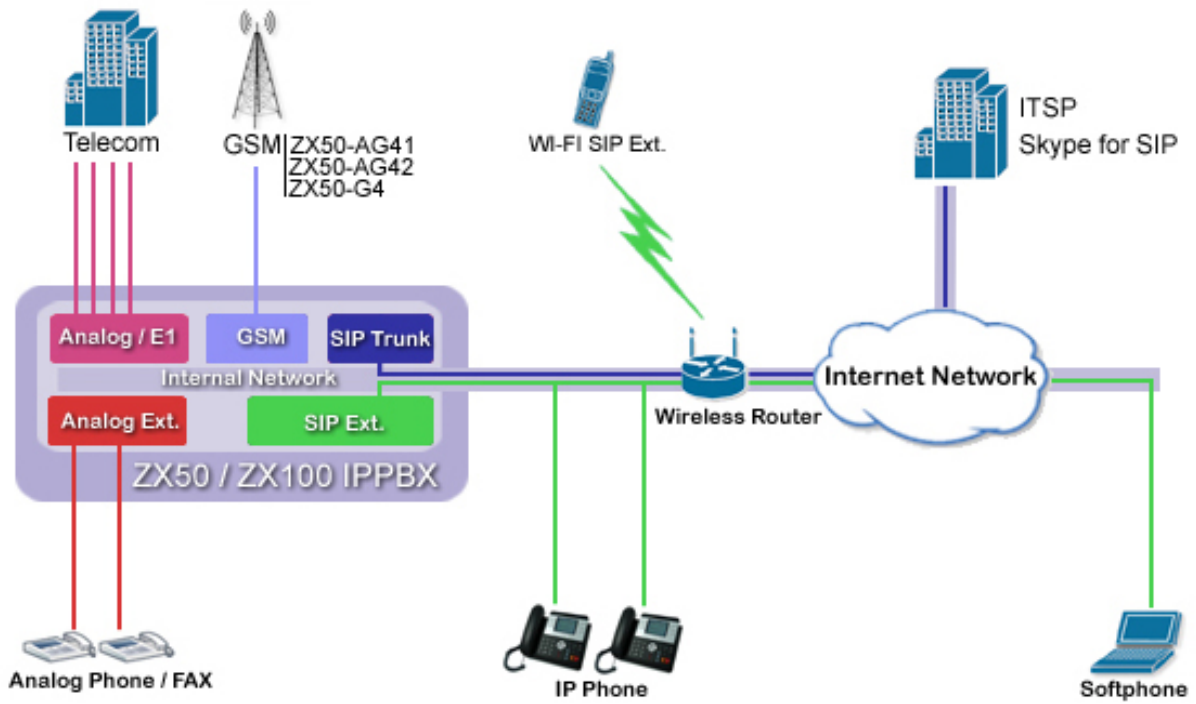 Telecom
GSM
ZX50-AG41
ZX50-AG42
ZX50-G4
WI-FI SIP Ext.
ITSP
Skype for SIP
Analog / E1
GSM
SIP Trunk
Internal Network
Analog Ext.
SIP Ext.
ZX50 / ZX100 IPPBX
Wireless Router
Internet Network
Analog Phone / FAX
IP Phone
Softphone